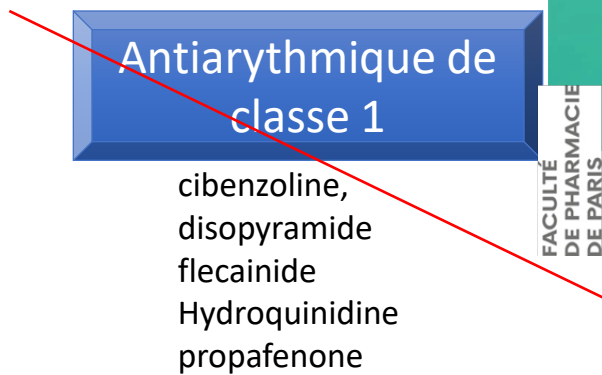 Antiarythmique de
classe 1
cibenzoline,
disopyramide
flecainide
Hydroquinidine
propafenone
FACULTÉ
DE PHARMACIE
DE PARIS